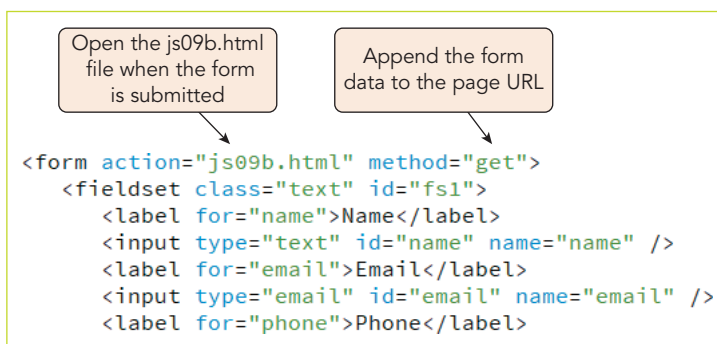 Open the js09b.html
file when the form
is submitted
Append the form
data to the page URL
<form action="js09b.html" method="get">
<fieldset class="text" id="fs1">
<label for="name">Name</label>
<input type="text" id="name" name="name" />
<label for="email">Email</label>
<input type="email" id="email" name="email" />
<label for="phone">Phone</label>